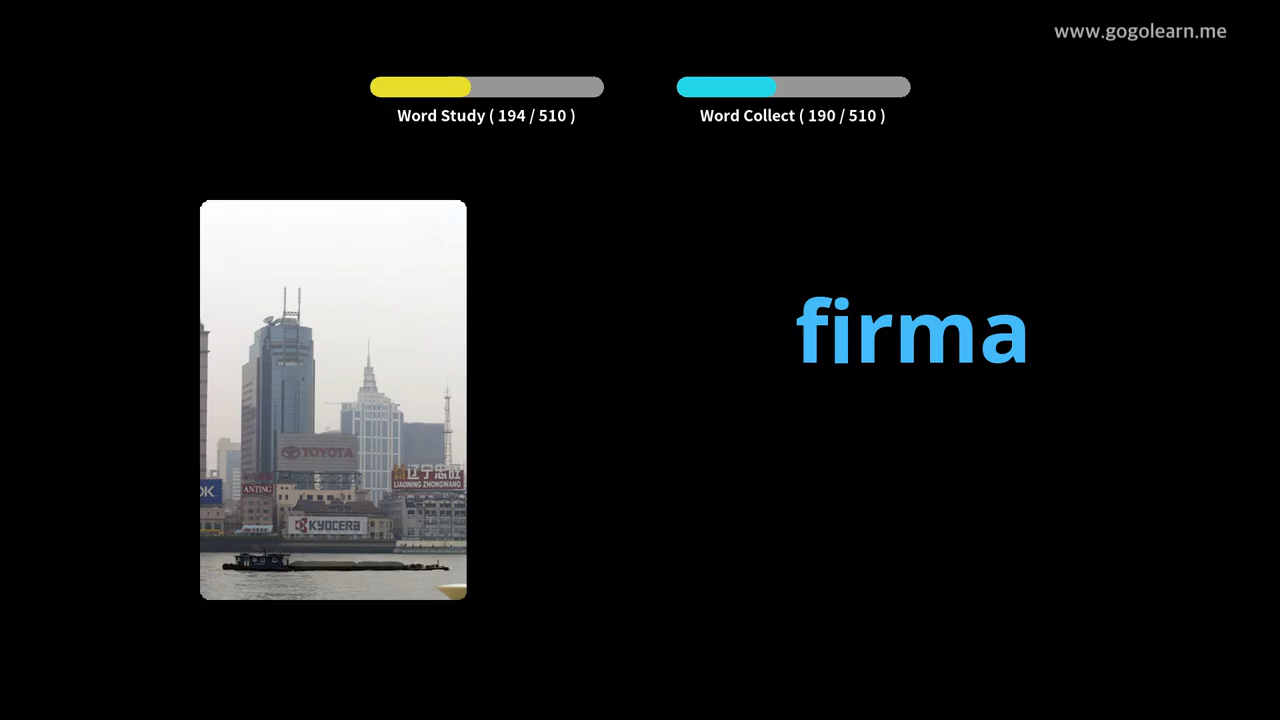 www.gogolearn.me
Word Study ( 194 / 510 )
Word Collect ( 190 / 510 )
firma
TOYOTA
OK
ANTING
辽宁忠旺
LIAONING ZHONGWANG
KYOCERA